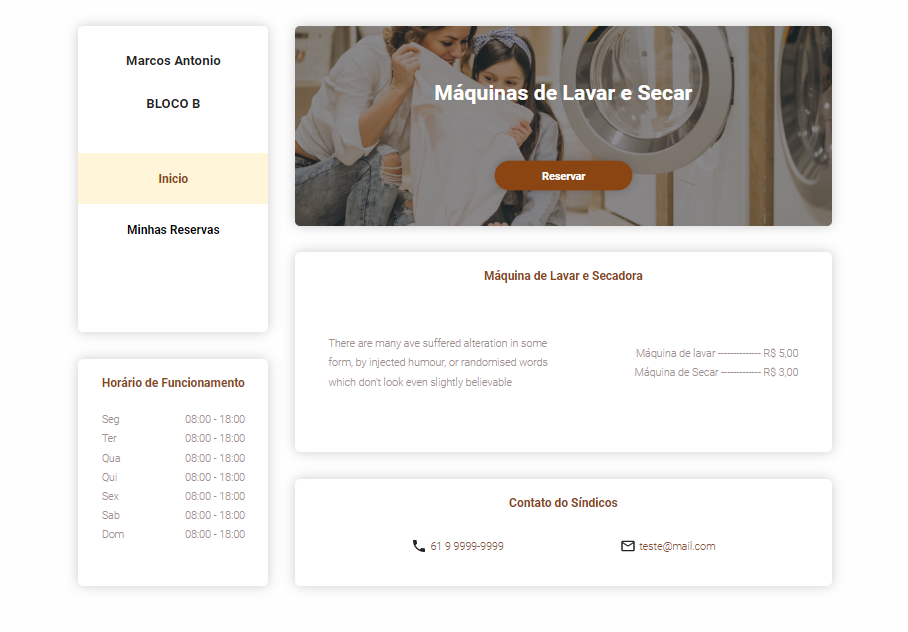 Marcos Antonio
BLOCO B
Inicio
Minhas Reservas
Horário de Funcionamento
Seg 08:00 - 18:00
Ter 08:00 - 18:00
Qua 08:00 - 18:00
Qui 08:00 - 18:00
Sex 08:00 - 18:00
Sab 08:00 - 18:00
Dom 08:00 - 18:00
Máquinas de Lavar e Secar
Reservar
Máquina de Lavar e Secadora
There are many ave suffered alteration in some
form, by injected humour, or randomised words
which don't look even slightly believable
Máquina de lavar ------------- R$ 5,00
Máquina de Secar ------------- R$ 3,00
Contato do Síndicos
61 9 9999-9999
teste@mail.com